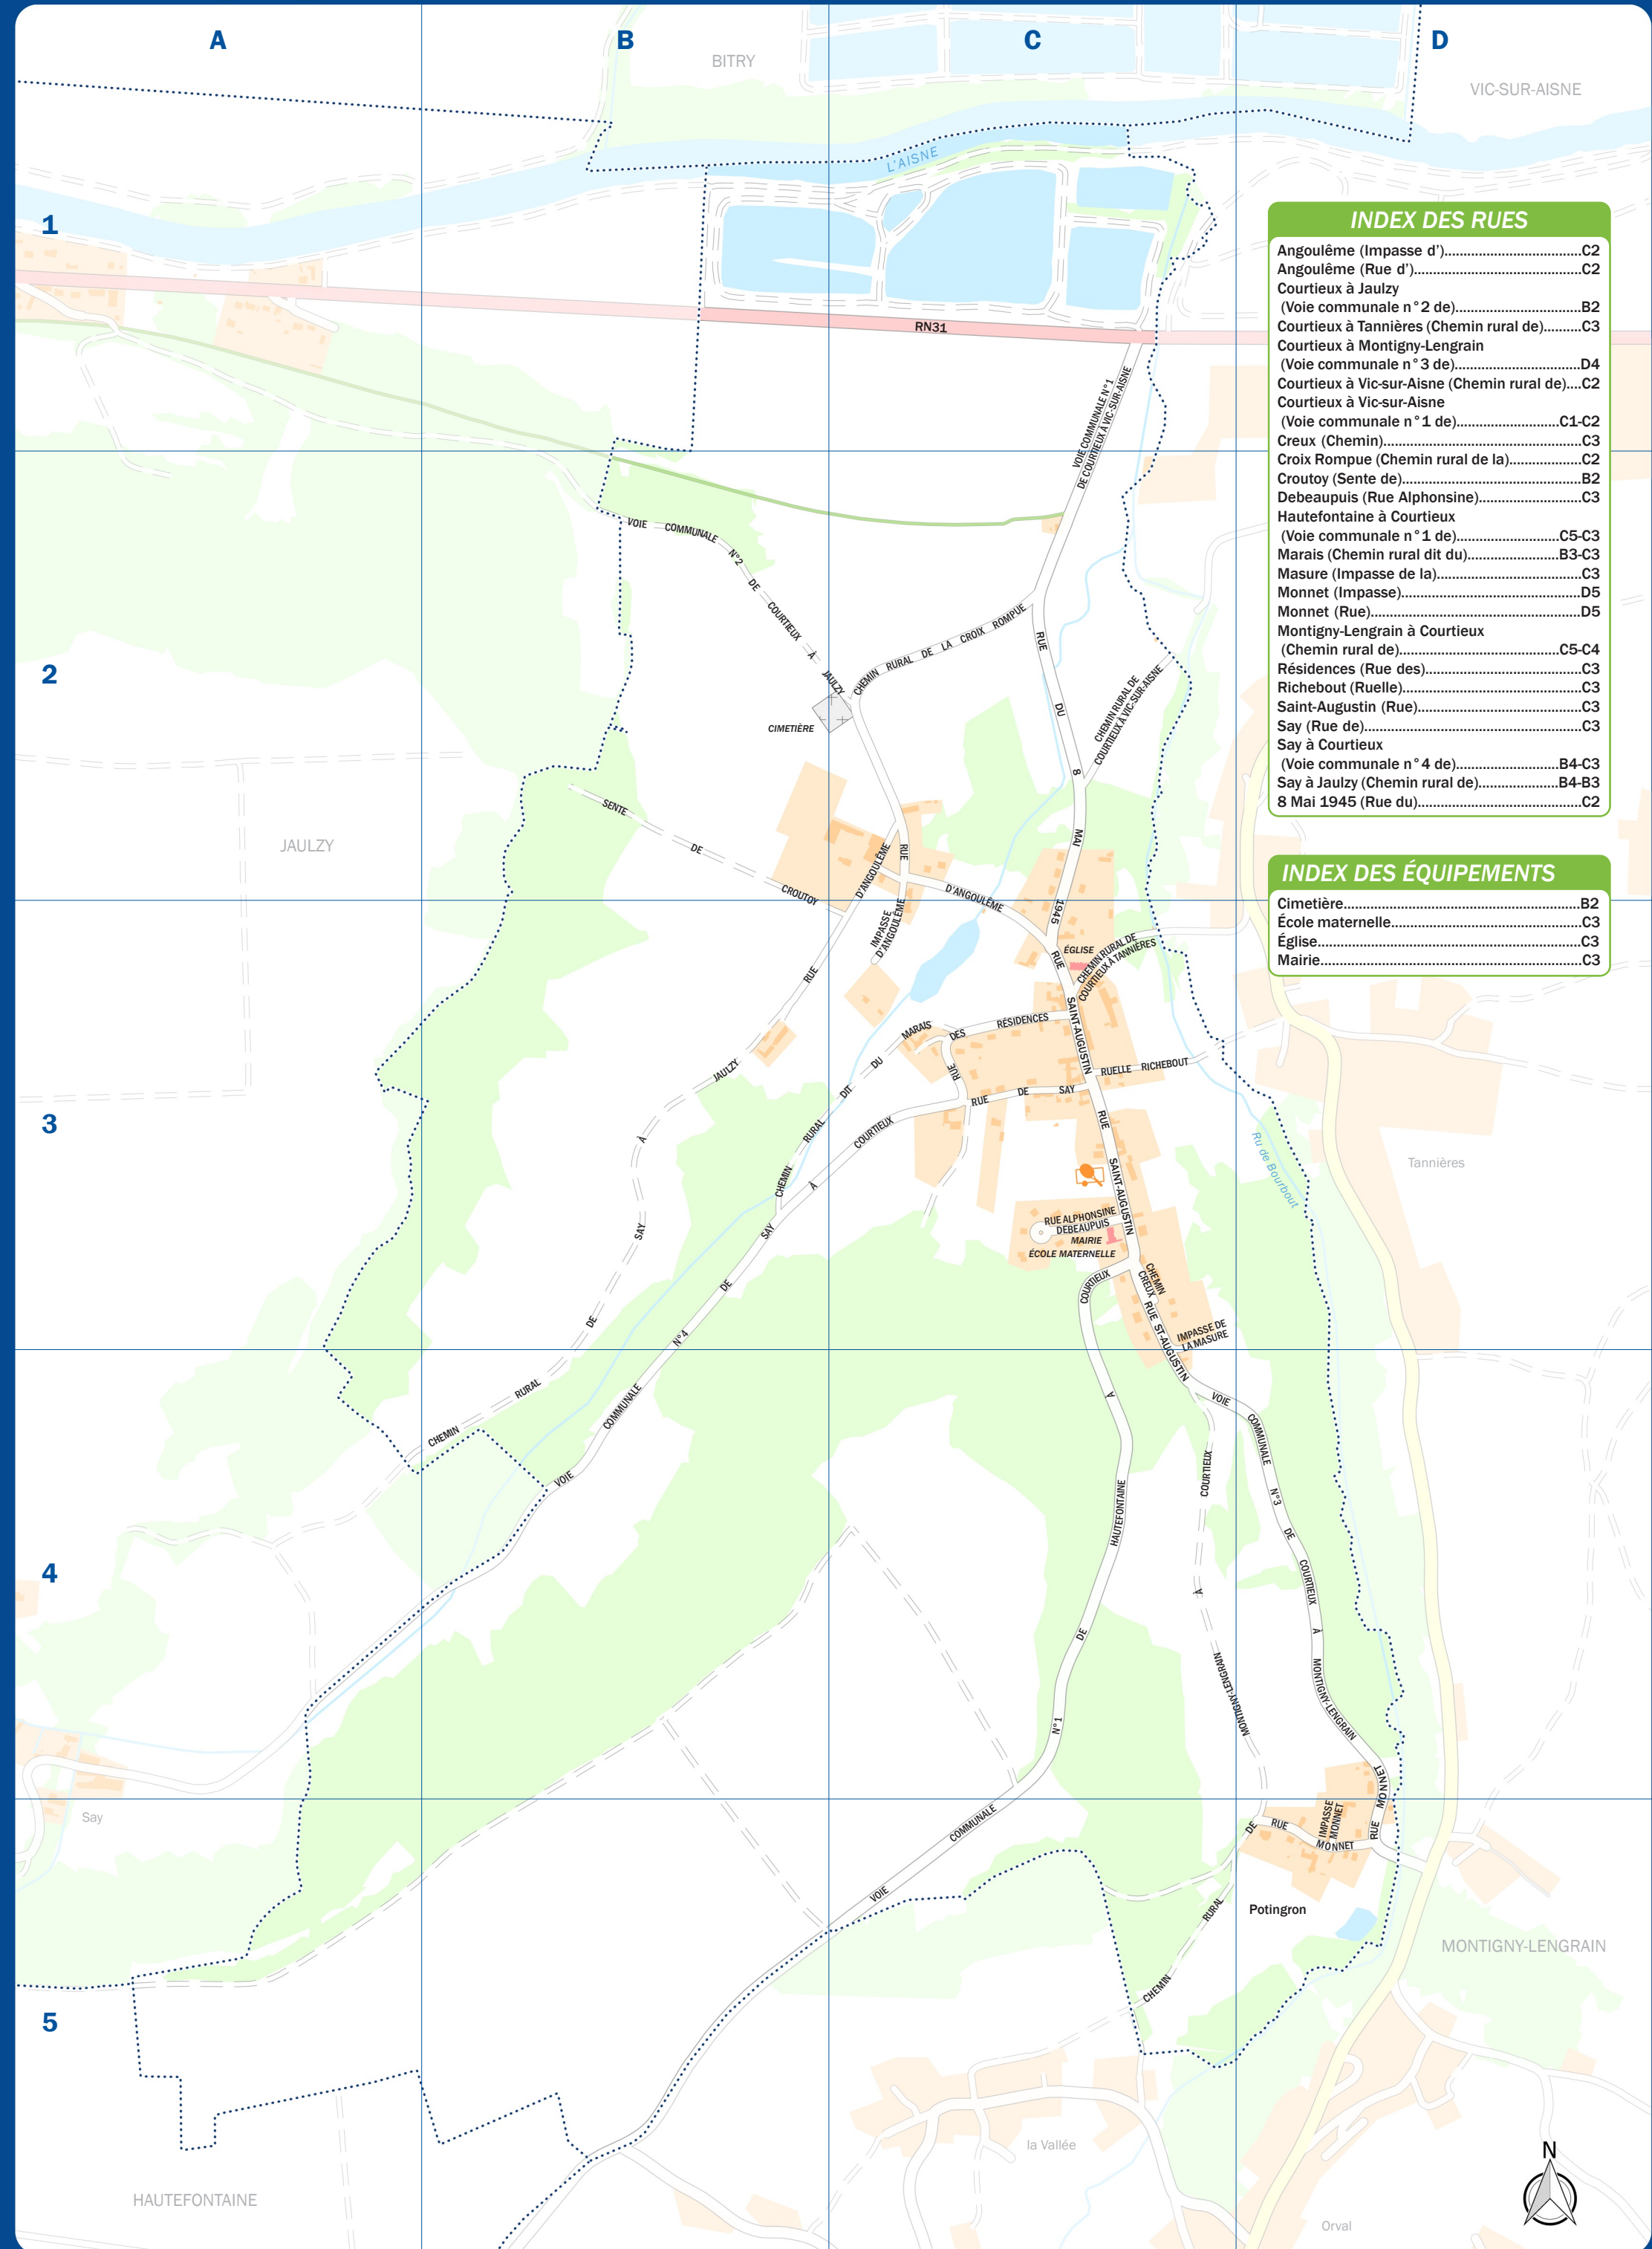 A
B
C
D
BITRY
VIC-SUR-AISNE
L'AISNE
1
INDEX DES RUES
Angoulême (Impasse d')..................................C2
Angoulême (Rue d')..........................................C2
Courtieux à Jaulzy
(Voie communale n°2 de)...............................B2
Courtieux à Tannières (Chemin rural de)..........C3
Courtieux à Montigny-Lengrain
(Voie communale n°3 de)...............................D4
Courtieux à Vic-sur-Aisne (Chemin rural de)....C2
Courtieux à Vic-sur-Aisne
(Voie communale n°1 de)..........................C1-C2
Creux (Chemin)..................................................C3
Croix Rompue (Chemin rural de la)..................C2
Croutoy (Sente de).............................................B2
Debeaupuis (Rue Alphonsine)..........................C3
Hautefontaine à Courtieux
(Voie communale n°1 de)..........................C5-C3
Marais (Chemin rural dit du).......................B3-C3
Masure (Impasse de la)....................................C3
Monnet (Impasse).............................................D5
Monnet (Rue).....................................................D5
Montigny-Lengrain à Courtieux
(Chemin rural de)........................................C5-C4
Résidences (Rue des).......................................C3
Richebout (Ruelle).............................................C3
Saint-Augustin (Rue).........................................C3
Say (Rue de)......................................................C3
Say à Courtieux
(Voie communale n°4 de)..........................B4-C3
Say à Jaulzy (Chemin rural de)....................B4-B3
8 Mai 1945 (Rue du).........................................C2
RN31
VOIE COMMUNALE N°1
DE COURTIEUX À VIC-SUR-AISNE
VOIE COMMUNALE N°2 DE COURTIEUX À JAULZY
CHEMIN RURAL DE LA CROIX ROMPUE
2
RUE DU 8 MAI 1945
CHEMIN RURAL DE
COURTIEUX À VIC-SUR-AISNE
CIMETIÈRE
SENTE DE CROUTOY
JAULZY
RUE
D'ANGOULÊME
RUE D'ANGOULÊME
IMPASSE
D'ANGOULÊME
INDEX DES ÉQUIPEMENTS
Cimetière............................................................B2
École maternelle................................................C3
Église..................................................................C3
Mairie..................................................................C3
ÉGLISE
CHEMIN RURAL DE
COURTIEUX À TANNIÈRES
RUE SAINT-AUGUSTIN
RUE DES RÉSIDENCES
RUELLE RICHEBOUT
RUE DE SAY
CHEMIN RURAL DIT DU MARAIS
3
RUE SAINT-AUGUSTIN
Ru de Bourbout
Tannières
RUE ALPHONSINE
DEBEAUPUIS
MAIRIE
ÉCOLE MATERNELLE
CHEMIN
CREUX
RUE ST-AUGUSTIN
IMPASSE DE
LA MASURE
CHEMIN RURAL DE SAY À JAULZY
VOIE COMMUNALE N°4 DE SAY À COURTIEUX
4
VOIE COMMUNALE N°1 DE HAUTEFONTAINE A COURTIEUX
VOIE COMMUNALE N°3 DE COURTIEUX À MONTIGNY-LENGRAIN
CHEMIN RURAL DE MONTIGNY-LENGRAIN À COURTIEUX
Say
RUE MONNET
IMPASSE
MONNET
RUE MONNET
Potingron
MONTIGNY-LENGRAIN
5
la Vallée
HAUTEFONTAINE
Orval
N